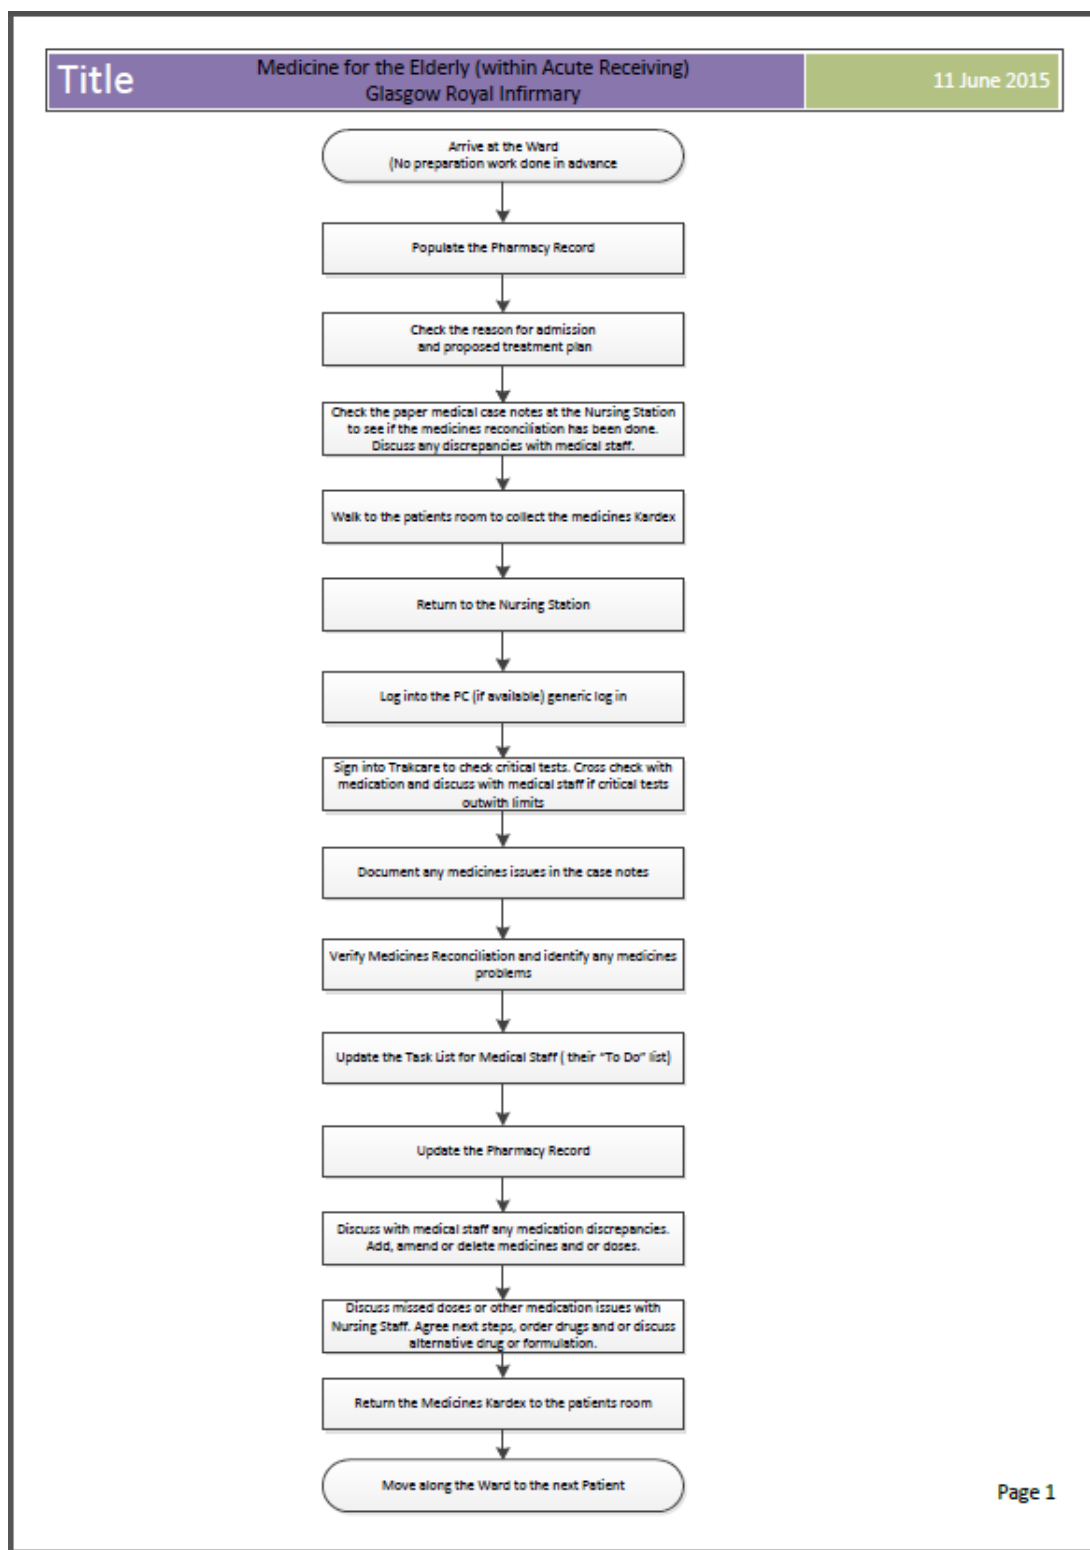 Title
Medicine for the Elderly (within Acute Receiving)
Glasgow Royal Infirmary
11 June 2015
Arrive at the Ward
(No preparation work done in advance
Populate the Pharmacy Record
Check the reason for admission
and proposed treatment plan
Check the paper medical case notes at the Nursing Station
to see if the medicines reconciliation has been done.
Discuss any discrepancies with medical staff.
Walk to the patients room to collect the medicines Kardex
Return to the Nursing Station
Log into the PC (if available) generic log in
Sign into Trakcare to check critical tests. Cross check with
medication and discuss with medical staff if critical tests
outwith limits
Document any medicines issues in the case notes
Verify Medicines Reconciliation and identify any medicines
problems
Update the Task List for Medical Staff ( their "To Do" list)
Update the Pharmacy Record
Discuss with medical staff any medication discrepancies.
Add, amend or delete medicines and or doses.
Discuss missed doses or other medication issues with
Nursing Staff. Agree next steps, order drugs and or discuss
alternative drug or formulation.
Return the Medicines Kardex to the patients room
Move along the Ward to the next Patient
Page 1